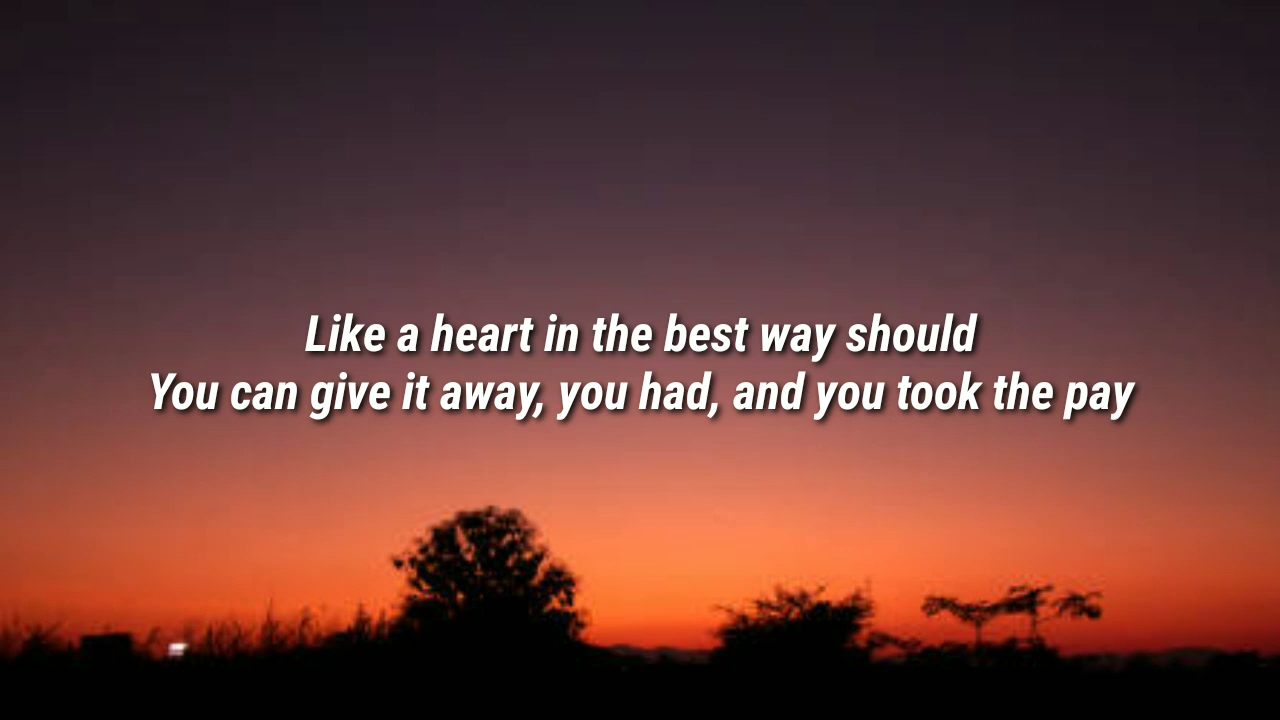 Like a heart in the best way should
You can give it away, you had, and you took the pay